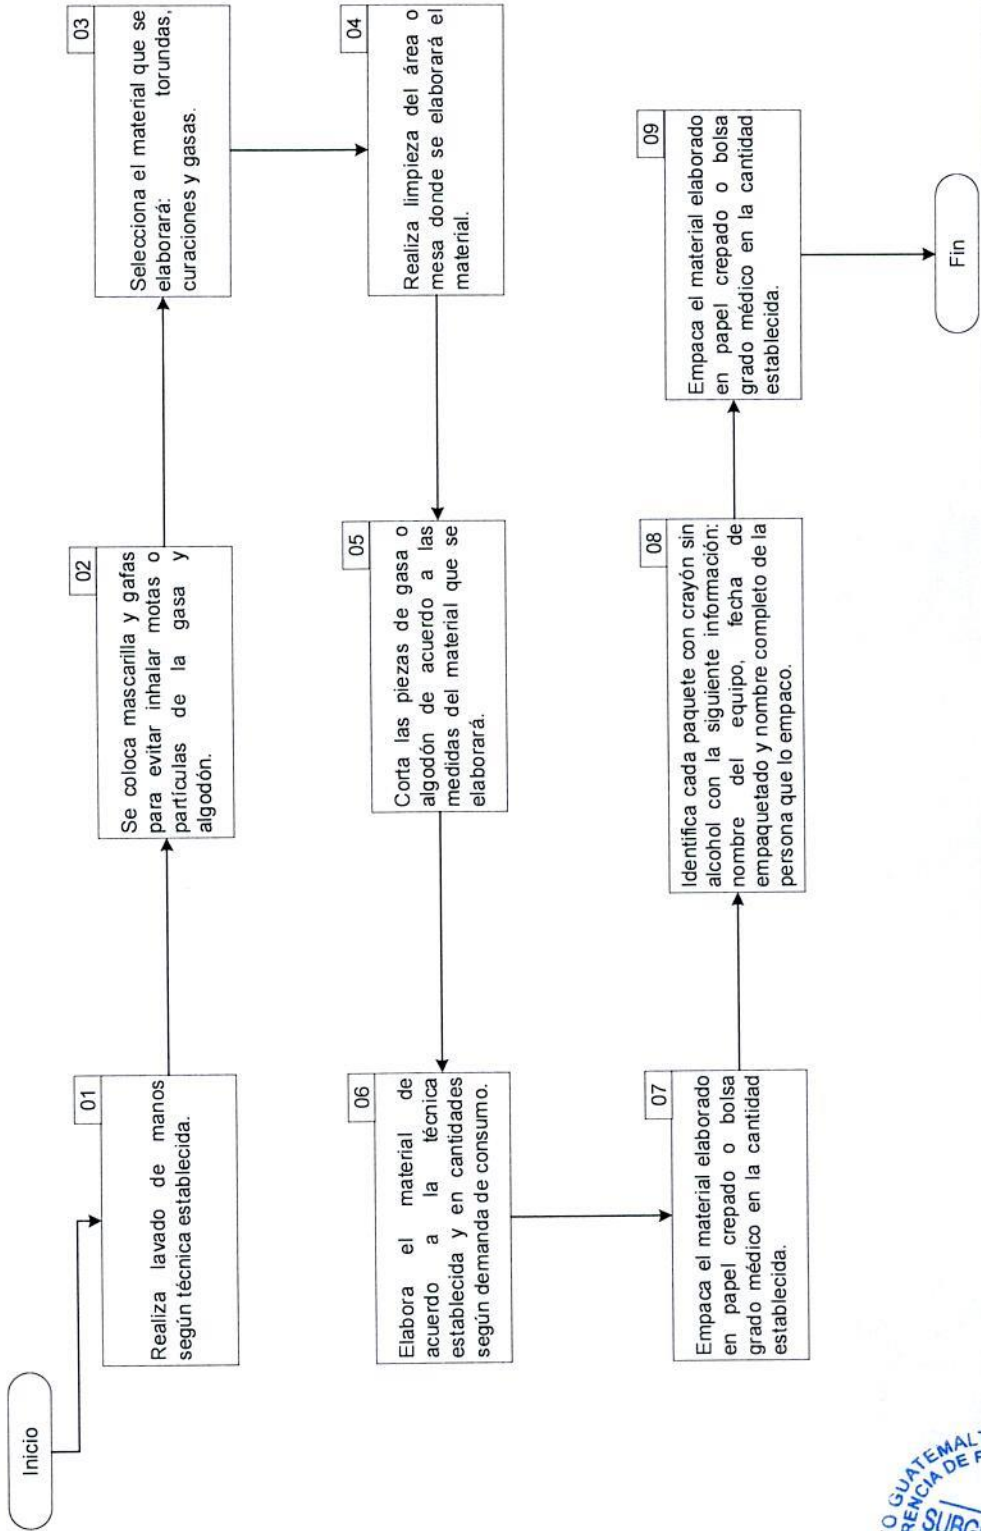 Inicio
01
Realiza lavado de manos
según técnica establecida.
02
Se coloca mascarilla y gafas
para evitar inhalar motas o
partículas de la gasa y
algodón.
03
Selecciona el material que se
elaborará: torundas,
curaciones y gasas.
04
Realiza limpieza del área o
mesa donde se elaborará el
material.
05
Corta las piezas de gasa o
algodón de acuerdo a las
medidas del material que se
elaborará.
06
Elabora el material de
acuerdo a la técnica
establecida y en cantidades
según demanda de consumo.
07
Empaca el material elaborado
en papel crepado o bolsa
grado médico en la cantidad
establecida.
08
Identifica cada paquete con crayón sin
alcohol con la siguiente información:
nombre del equipo, fecha de
empaquetado y nombre completo de la
persona que lo empaco.
09
Empaca el material elaborado
en papel crepado o bolsa
grado médico en la cantidad
establecida.
Fin